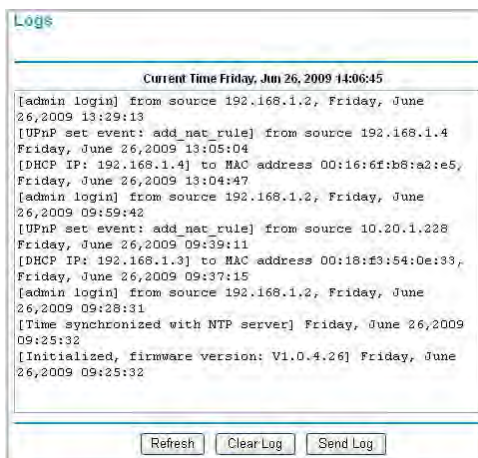 Logs
Current Time Friday, Jun 26, 2009 14:06:45
[admin login] from source 192.168.1.2, Friday, June
26,2009 13:29:13
[UPnP set event: add_nat_rule] from source 192.168.1.4
Friday, June 26,2009 13:05:04
[DHCP IP: 192.168.1.4] to MAC address 00:16:6f:b8:a2:e5,
Friday, June 26,2009 13:04:47
[admin login] from source 192.168.1.2, Friday, June
26,2009 09:59:42
[UPnP set event: add_nat_rule] from source 10.20.1.228
Friday, June 26,2009 09:39:11
[DHCP IP: 192.168.1.3] to MAC address 00:18:f3:54:0e:33,
Friday, June 26,2009 09:37:15
[admin login] from source 192.168.1.2, Friday, June
26,2009 09:28:31
[Time synchronized with NTP server] Friday, June 26,2009
09:25:32
[Initialized, firmware version: V1.0.4.26] Friday, June
26,2009 09:25:32
Refresh Clear Log Send Log